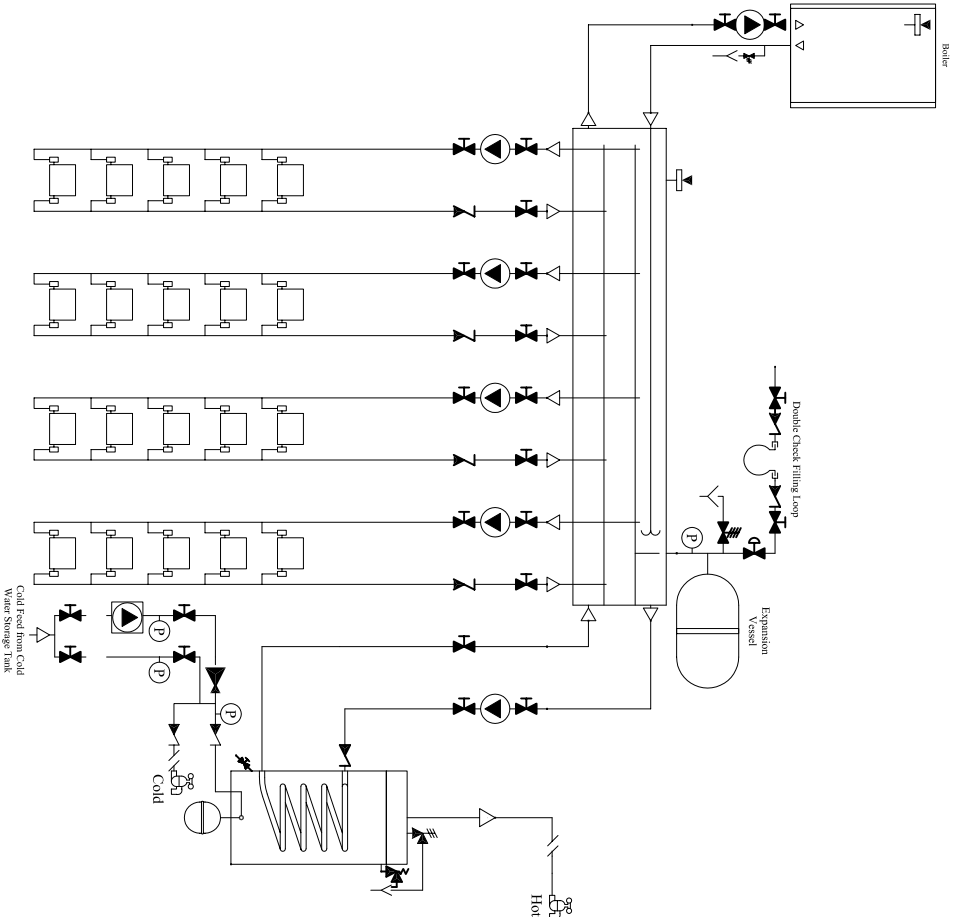 Boiler
Double Check Filling Loop
P
Expansion
Vessel
Cold Feed from Cold
Water Storage Tank
P
P
P
Cold
Hot